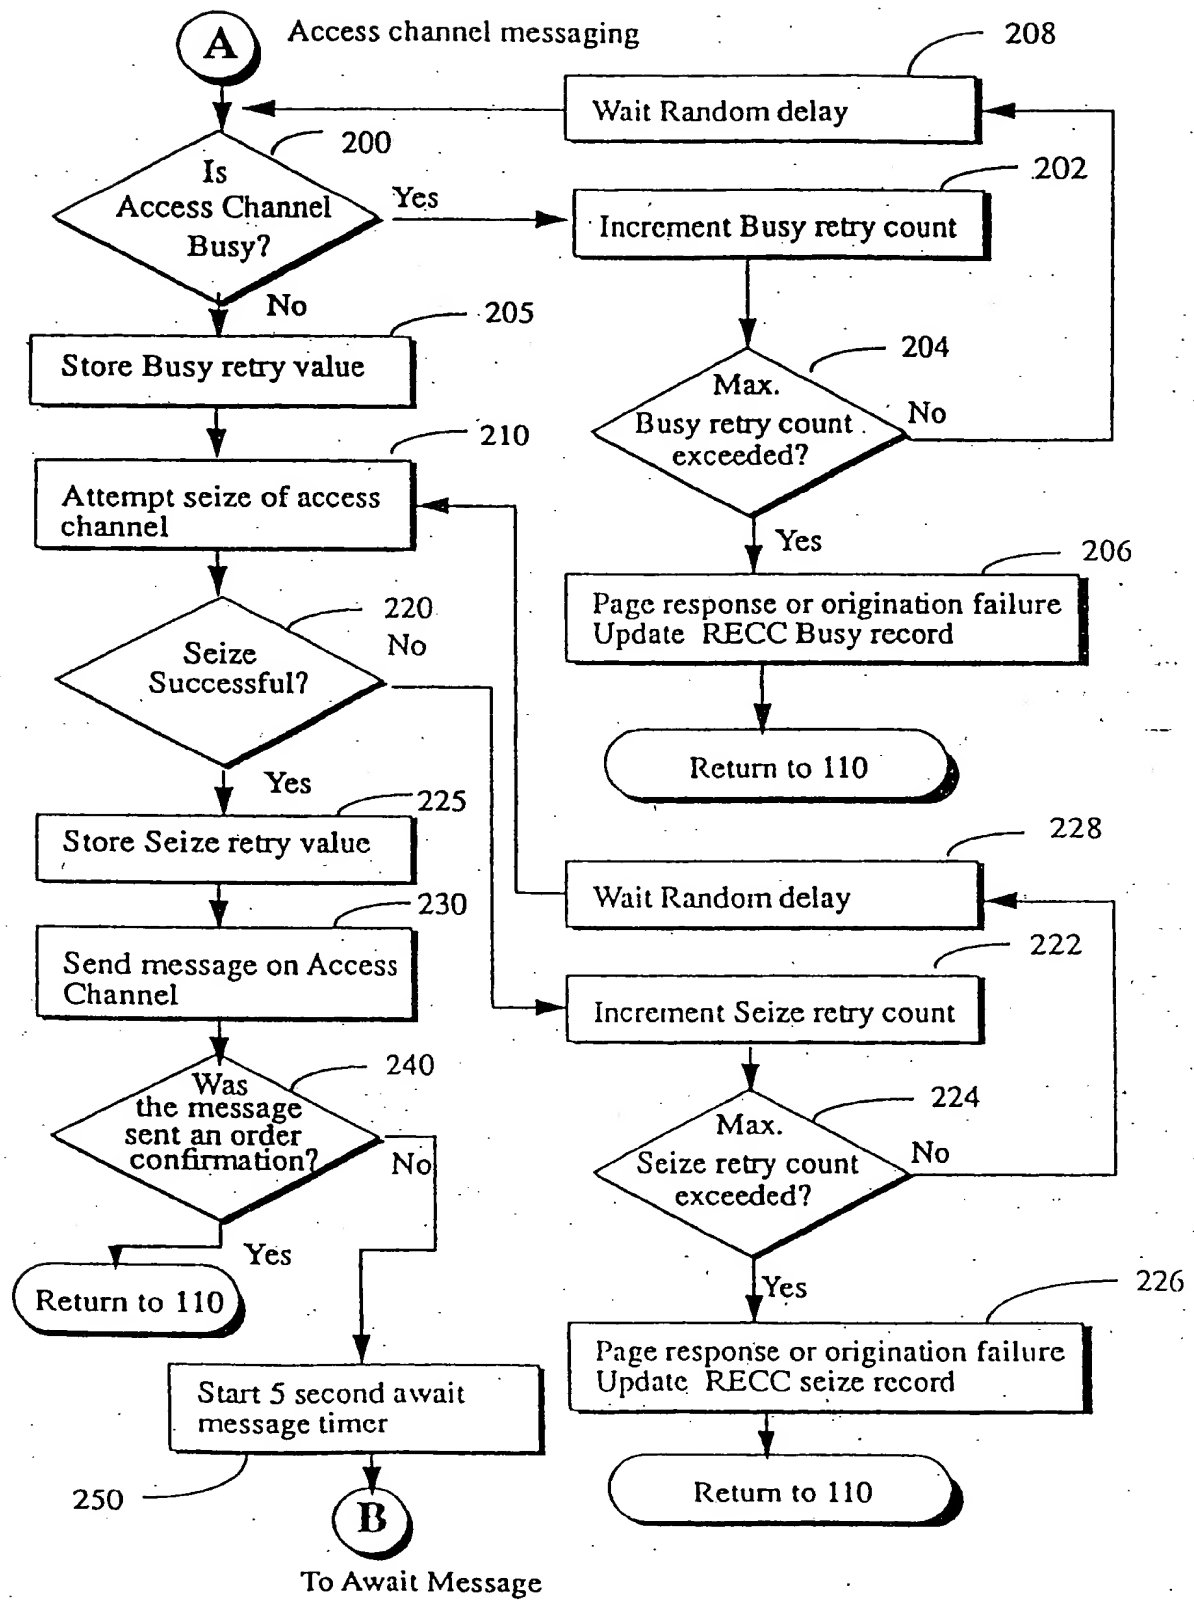 A
Access channel messaging
208
Wait Random delay
200
Is
Access Channel
Busy?
Yes
202
Increment Busy retry count
No
205
Store Busy retry value
204
Max.
Busy retry count
exceeded?
No
210
Attempt seize of access
channel
Yes
206
Page response or origination failure
Update RECC Busy record
220
Seize
Successful?
No
Return to 110
Yes
225
Store Seize retry value
228
Wait Random delay
230
Send message on Access
Channel
222
Increment Seize retry count
240
Was
the message
sent an order
confirmation?
No
224
Max.
Seize retry count
exceeded?
No
Yes
Return to 110
Yes
226
Page response or origination failure
Update RECC seize record
Start 5 second await
message timer
250
Return to 110
B
To Await Message